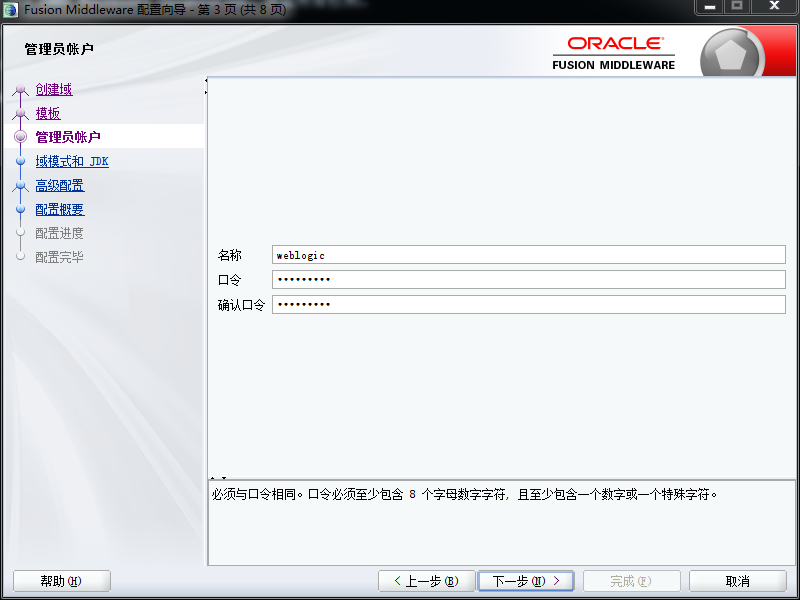 Fusion Middleware 配置向导 - 第 3 页 (共 8 页)
管理员帐户
ORACLE
FUSION MIDDLEWARE
创建域
模板
管理员帐户
域模式和 JDK
高级配置
配置概要
配置进度
配置完毕
名称 weblogic
口令 •••••••••
确认口令 •••••••••
必须与口令相同。口令必须至少包含 8 个字母数字字符, 且至少包含一个数字或一个特殊字符。
帮助(H) < 上一步(B) 下一步(N) > 完成(F) 取消